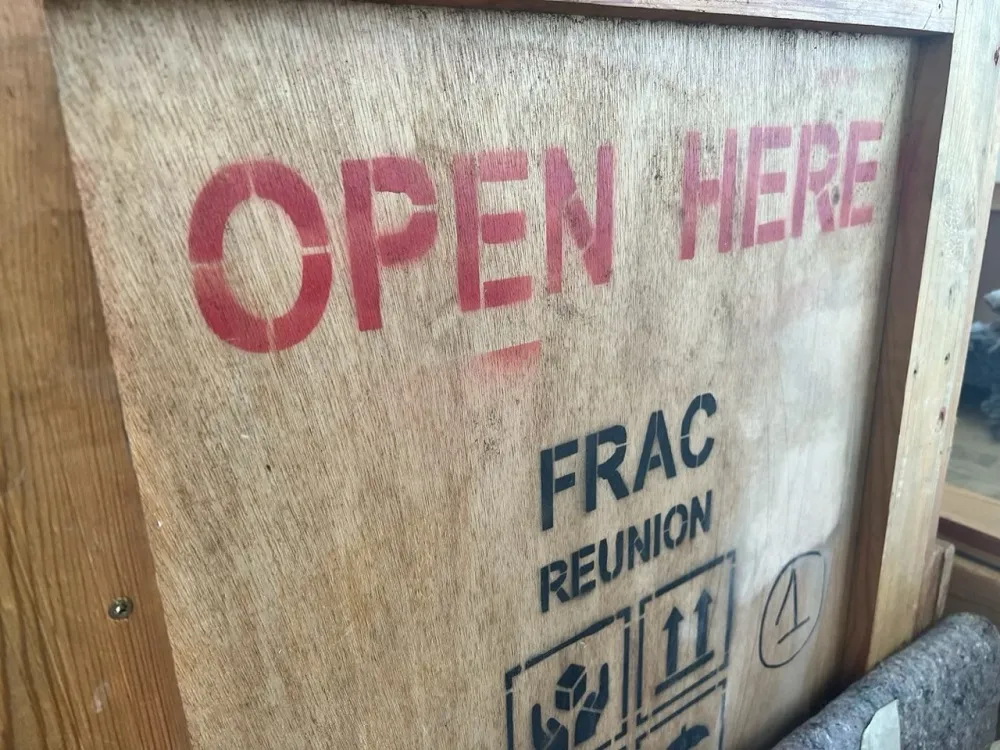 OPEN HERE
FRAC
REUNION
1